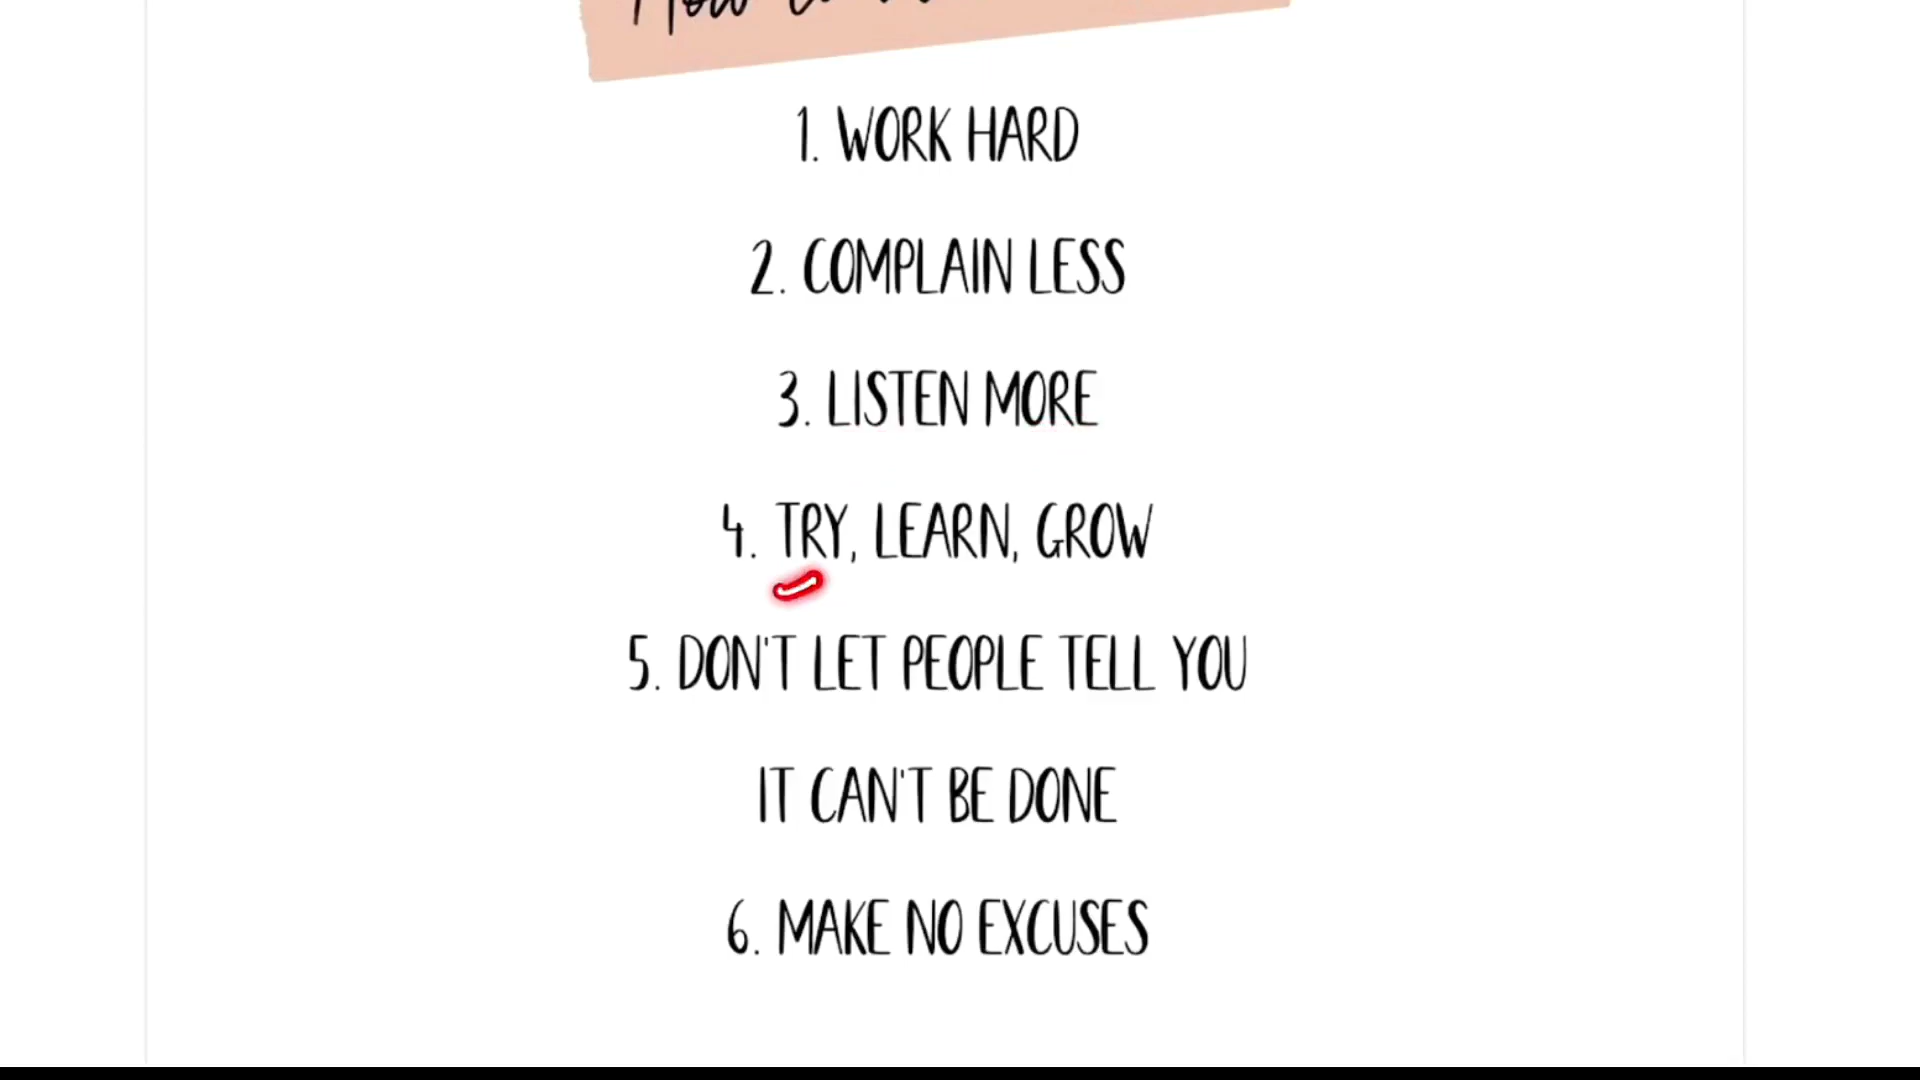 How
1. WORK HARD
2. COMPLAIN LESS
3. LISTEN MORE
4. TRY, LEARN, GROW
5. DON'T LET PEOPLE TELL YOU
IT CAN'T BE DONE
6. MAKE NO EXCUSES